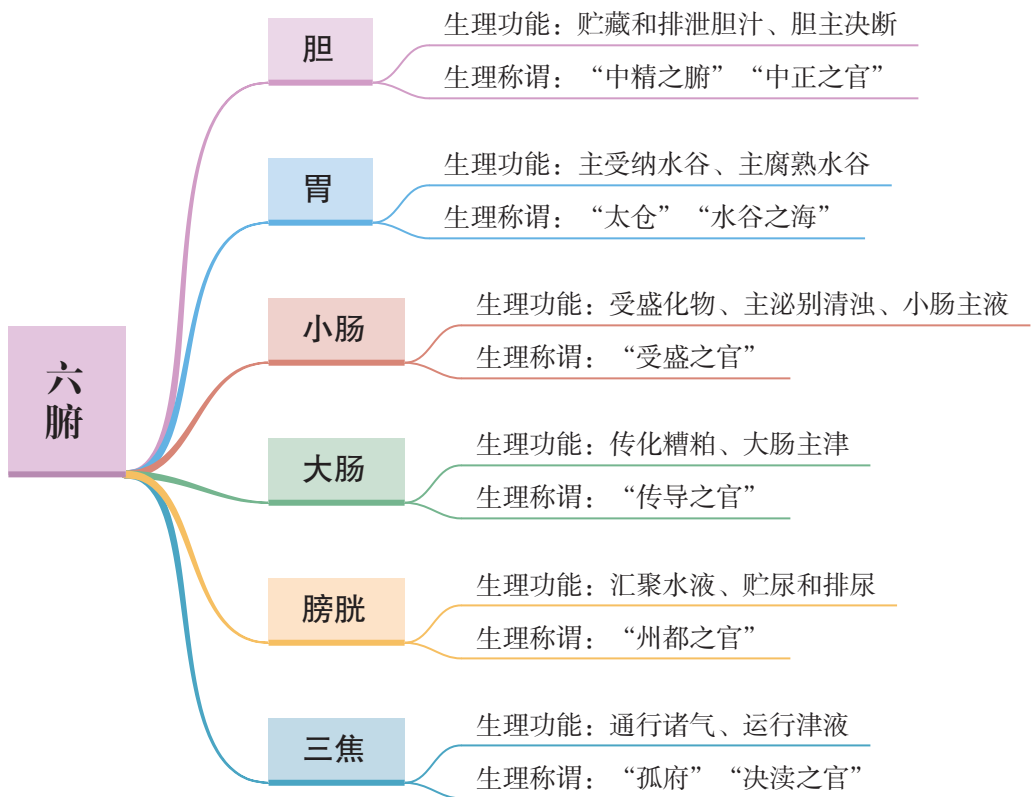 六腑
胆
生理功能：贮藏和排泄胆汁、胆主决断
生理称谓：“中精之腑”“中正之官”
胃
生理功能：主受纳水谷、主腐熟水谷
生理称谓：“太仓”“水谷之海”
小肠
生理功能：受盛化物、主泌别清浊、小肠主液
生理称谓：“受盛之官”
大肠
生理功能：传化糟粕、大肠主津
生理称谓：“传导之官”
膀胱
生理功能：汇聚水液、贮尿和排尿
生理称谓：“州都之官”
三焦
生理功能：通行诸气、运行津液
生理称谓：“孤府”“决渎之官”